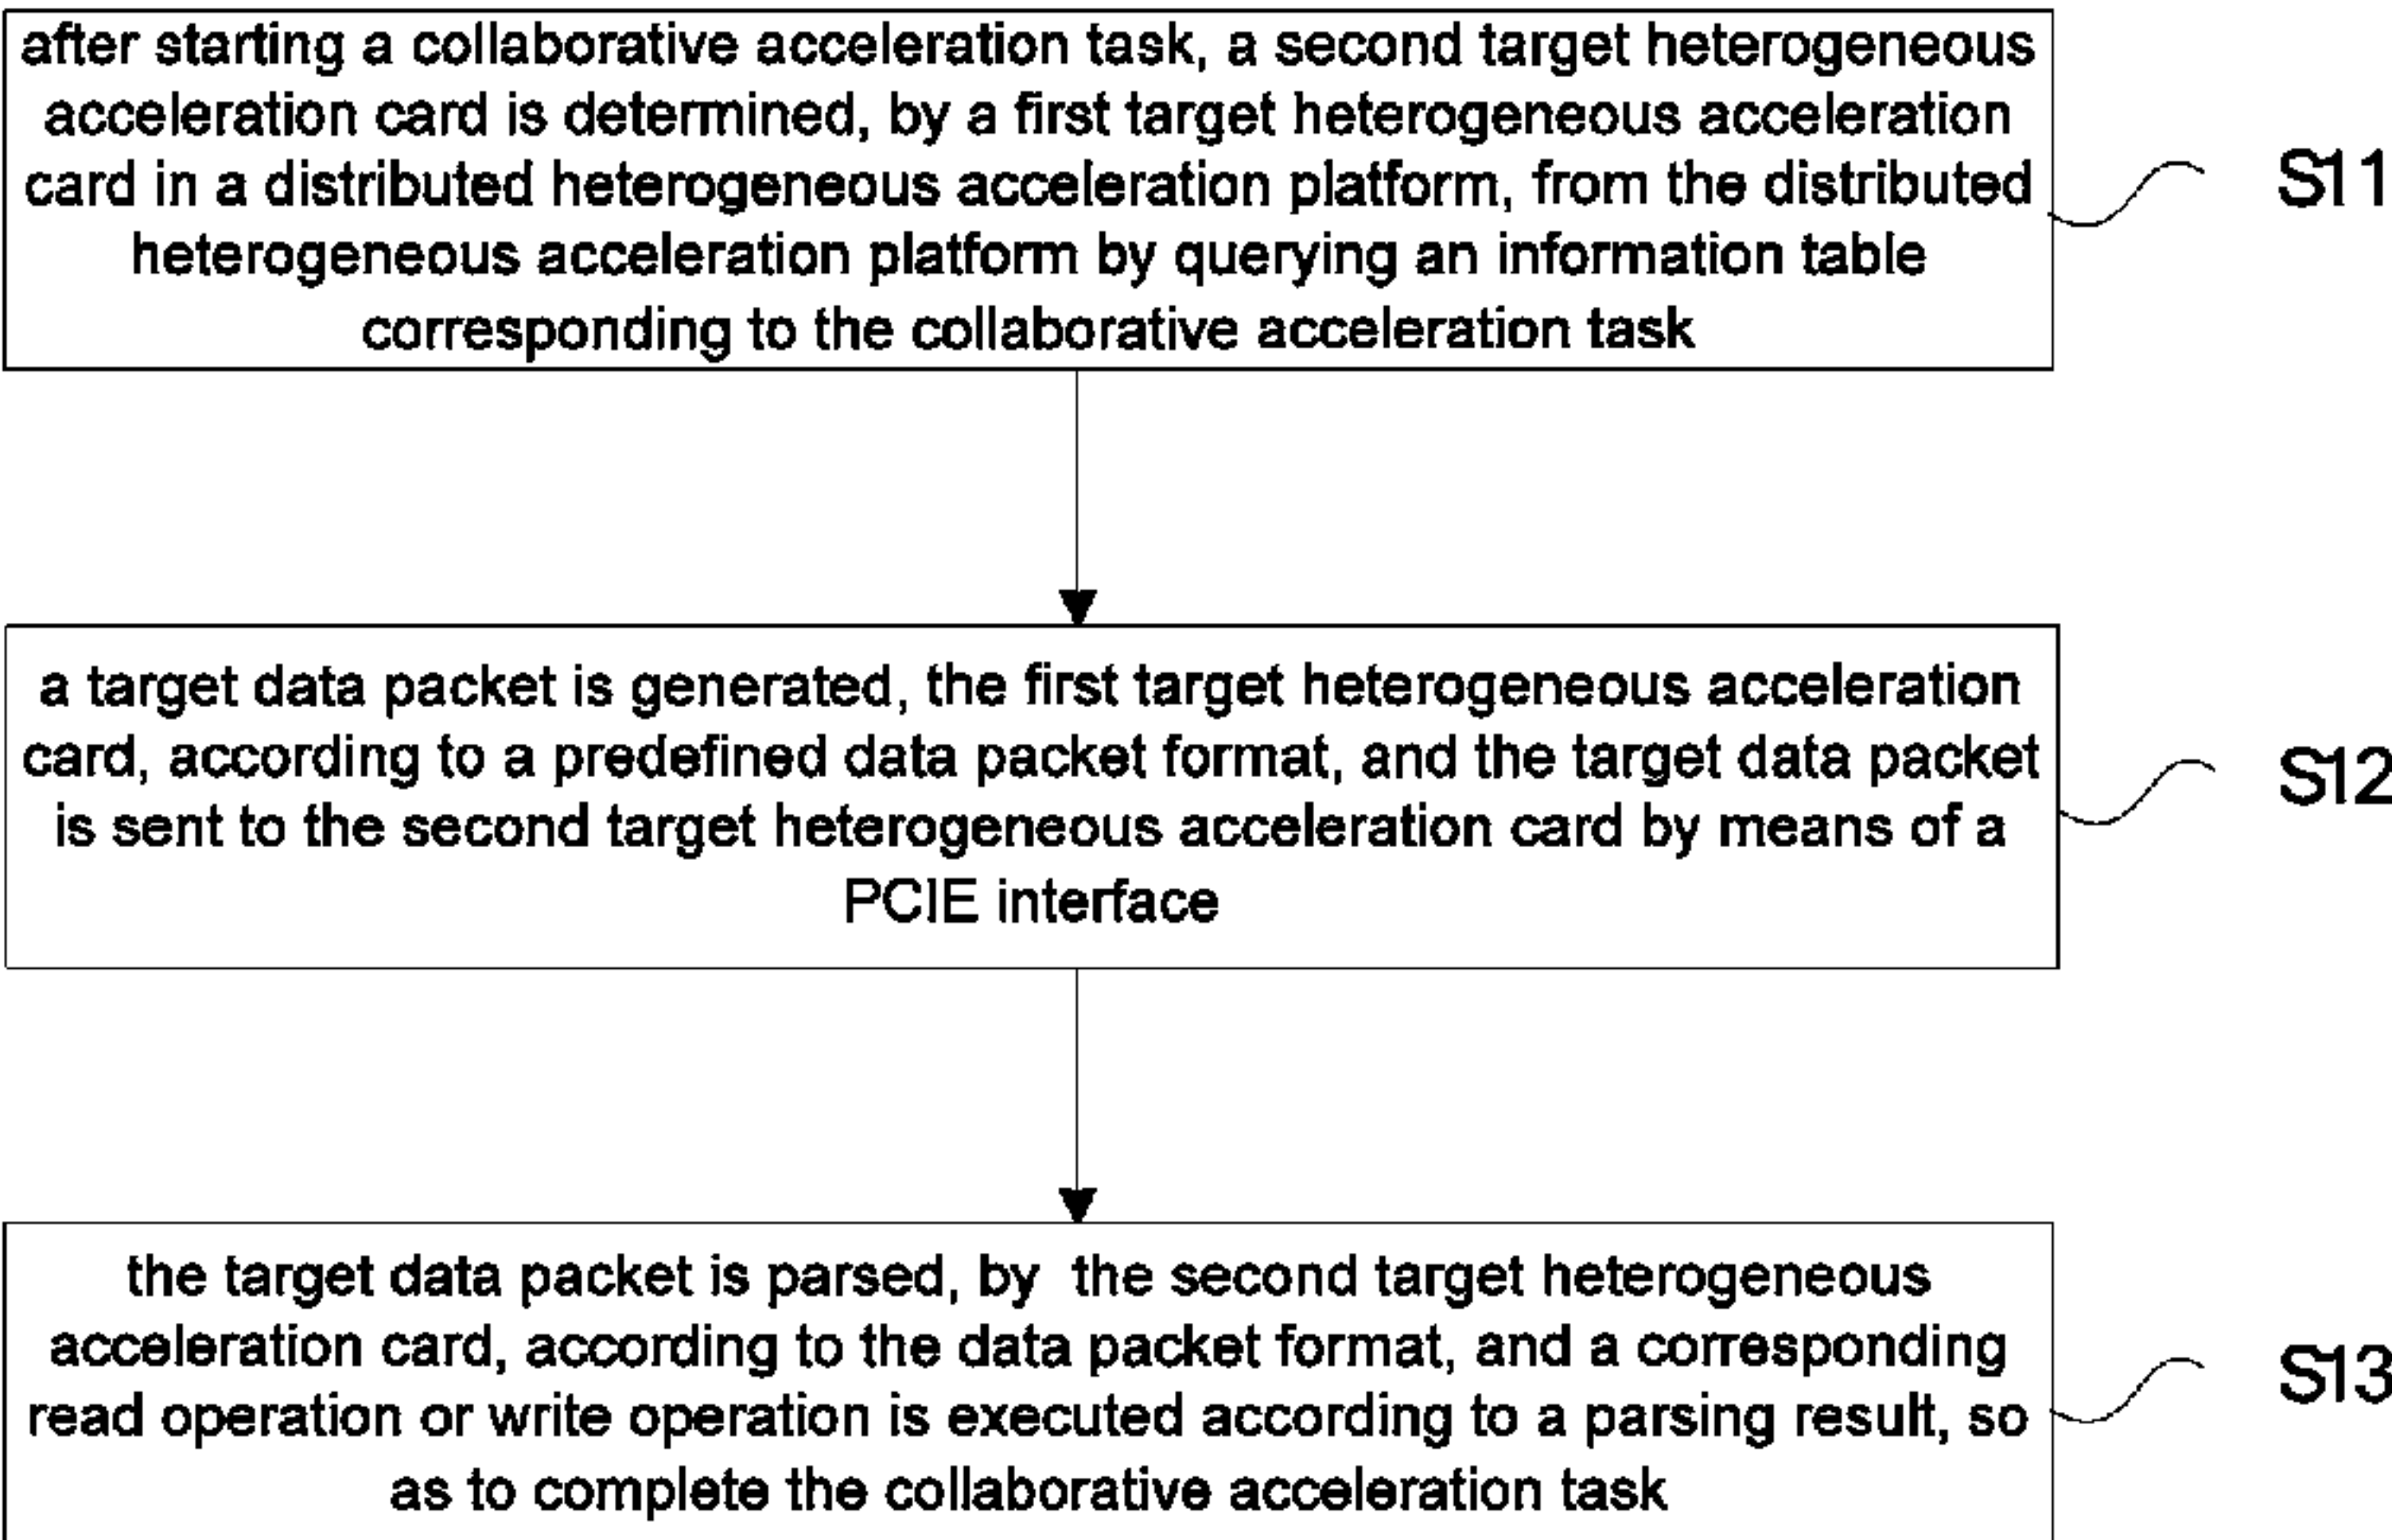 after starting a collaborative acceleration task, a second target heterogeneous
acceleration card is determined, by a first target heterogeneous acceleration
card in a distributed heterogeneous acceleration platform, from the distributed
heterogeneous acceleration platform by querying an information table
corresponding to the collaborative acceleration task
S11
a target data packet is generated, the first target heterogeneous acceleration
card, according to a predefined data packet format, and the target data packet
is sent to the second target heterogeneous acceleration card by means of a
PCIE interface
S12
the target data packet is parsed, by the second target heterogeneous
acceleration card, according to the data packet format, and a corresponding
read operation or write operation is executed according to a parsing result, so
as to complete the collaborative acceleration task
S13